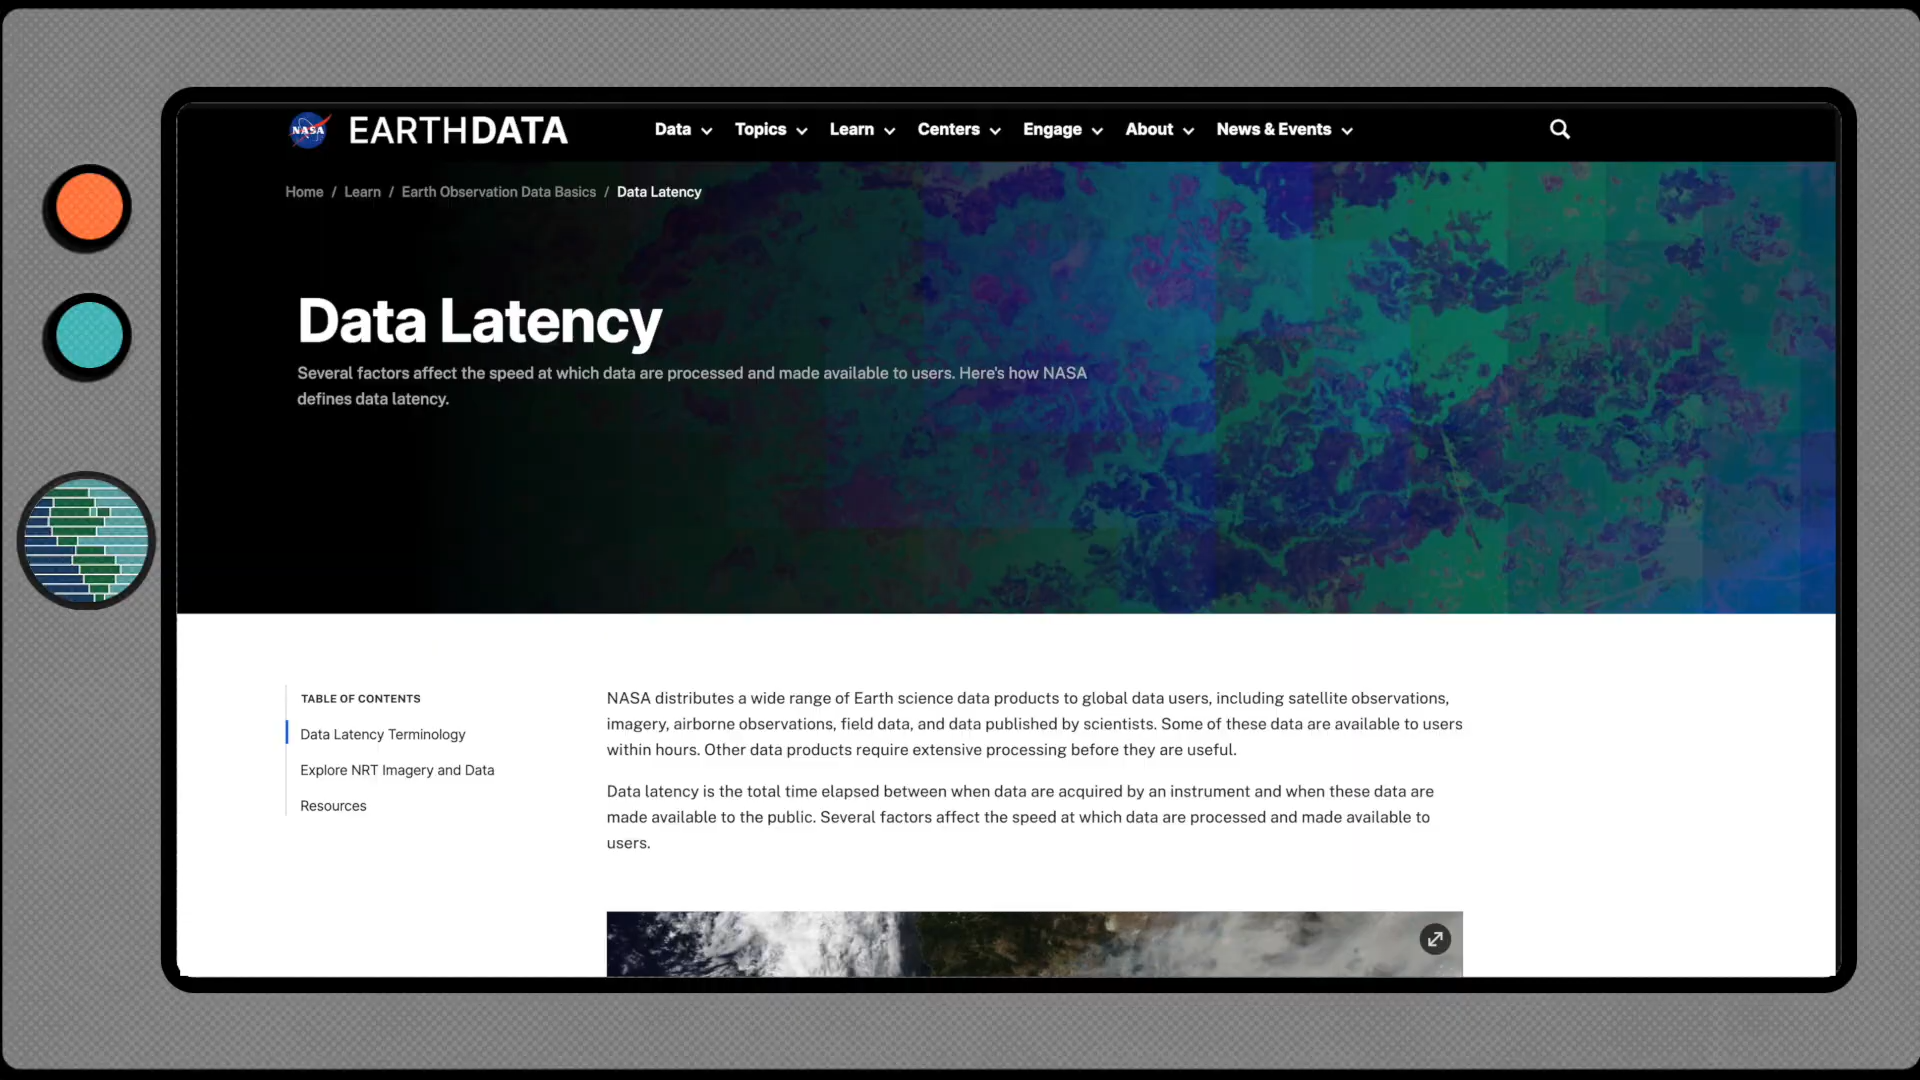 NASA EARTHDATA Data Topics Learn Centers Engage About News & Events
Home / Learn / Earth Observation Data Basics / Data Latency
Data Latency
Several factors affect the speed at which data are processed and made available to users. Here's how NASA
defines data latency.
TABLE OF CONTENTS
Data Latency Terminology
Explore NRT Imagery and Data
Resources
NASA distributes a wide range of Earth science data products to global data users, including satellite observations,
imagery, airborne observations, field data, and data published by scientists. Some of these data are available to users
within hours. Other data products require extensive processing before they are useful.
Data latency is the total time elapsed between when data are acquired by an instrument and when these data are
made available to the public. Several factors affect the speed at which data are processed and made available to
users.